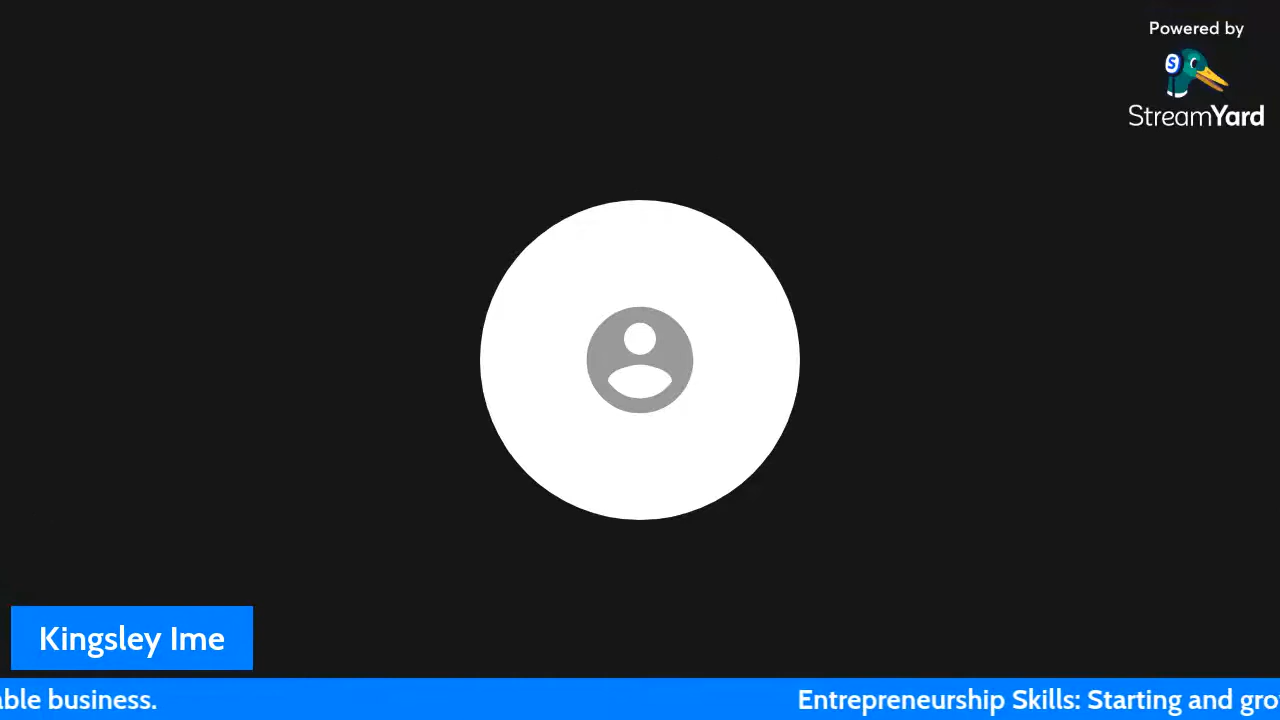 Powered by
S
StreamYard
Kingsley Ime
able business. Entrepreneurship Skills: Starting and gro